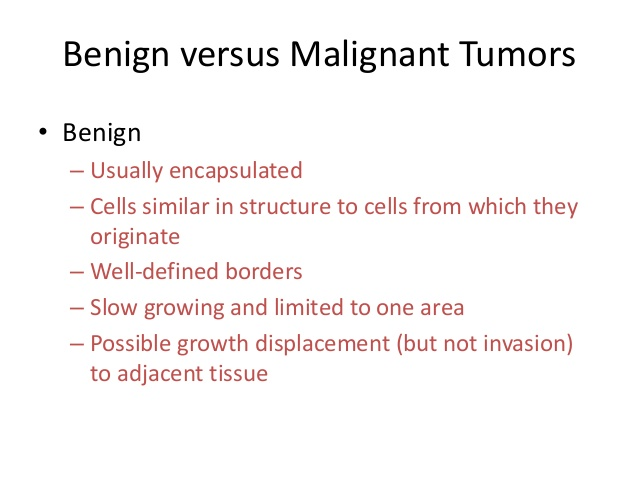 Benign versus Malignant Tumors
• Benign
– Usually encapsulated
– Cells similar in structure to cells from which they
originate
– Well-defined borders
– Slow growing and limited to one area
– Possible growth displacement (but not invasion)
to adjacent tissue